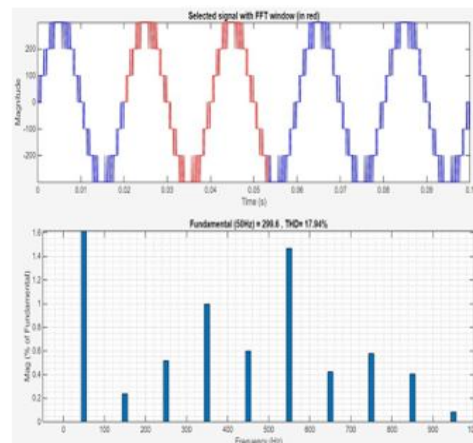 Selected signal with FFT window (in red)
Magnitude
200
100
0
-100
-200
0 0.01 0.02 0.03 0.04 0.05 0.06 0.07 0.08 0.09 0.1
Time (s)
Fundamental (50Hz) = 299.6 , THD= 17.94%
Mag (% of Fundamental)
1.6
1.4
1.2
1
0.8
0.6
0.4
0.2
0
0 100 200 300 400 500 600 700 800 900
Frequency (Hz)